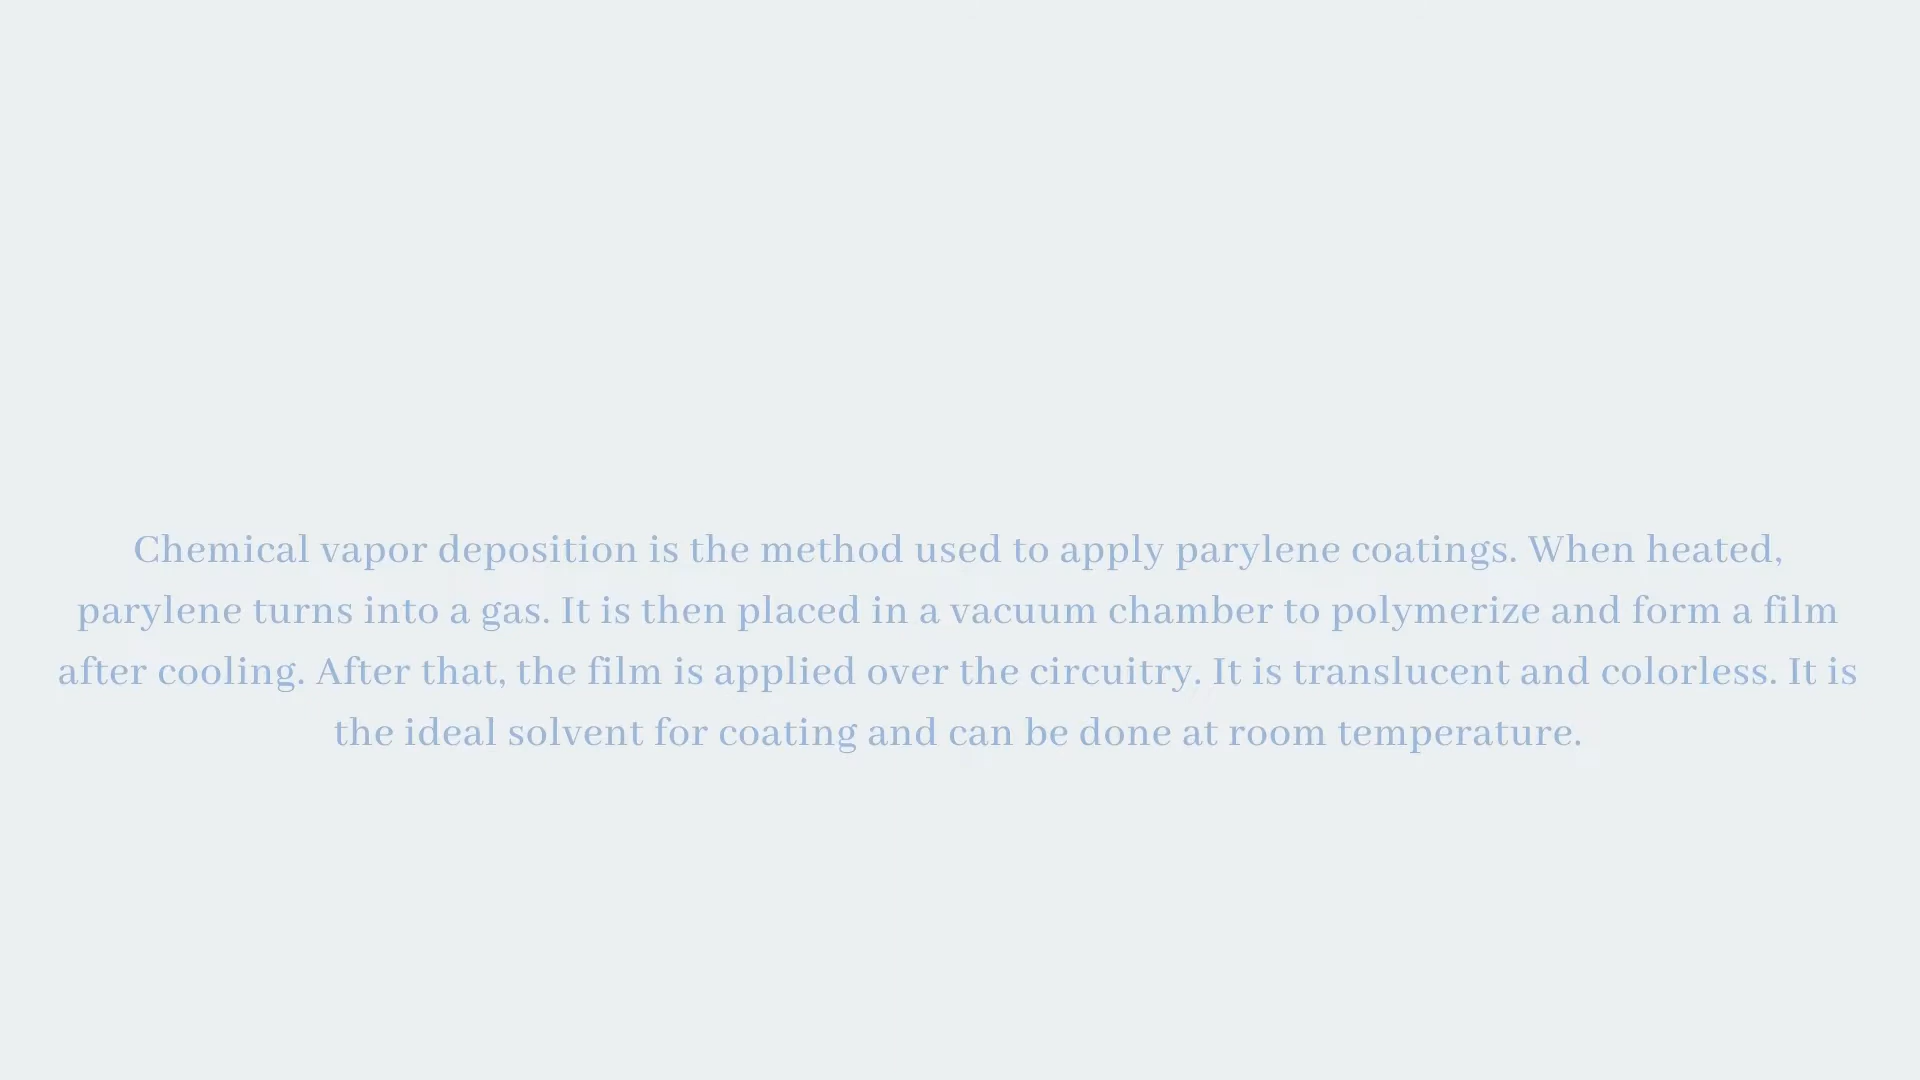 Chemical vapor deposition is the method used to apply parylene coatings. When heated,
parylene turns into a gas. It is then placed in a vacuum chamber to polymerize and form a film
after cooling. After that, the film is applied over the circuitry. It is translucent and colorless. It is
the ideal solvent for coating and can be done at room temperature.